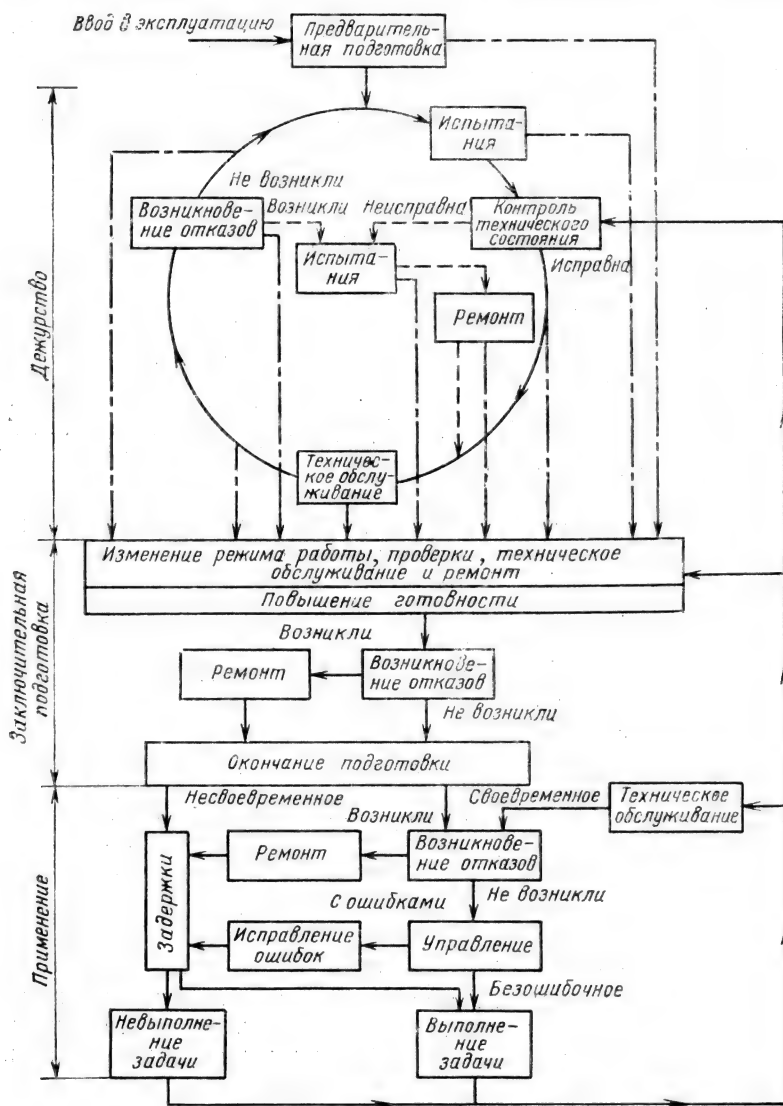 Ввод в эксплуатацию
Предваритель-
ная подготовка
Испыта-
ния
Не возникли
Возникнове-
ние отказов
Возникли
Неисправна
Контроль
технического
состояния
Испыта-
ния
Исправна
Ремонт
Дежурство
Техничес-
кое обслу-
живание
Изменение режима работы, проверки, техническое
обслуживание и ремонт
Повышение готовности
Заключительная
подготовка
Возникли
Ремонт
Возникнове-
ние отказов
Не возникли
Окончание подготовки
Несвоевременное
Возникли
Своевременное
Техническое
обслуживание
Применение
Задержки
Ремонт
Возникнове-
ние отказов
Не возникли
С ошибками
Исправление
ошибок
Управление
Безошибочное
Невыполне-
ние
задачи
Выполне-
ние
задачи